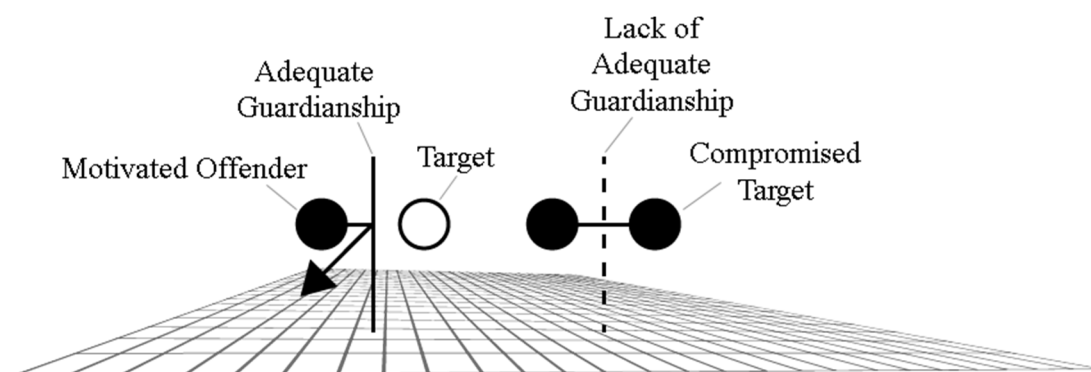 Motivated Offender
Adequate
Guardianship
Target
Lack of
Adequate
Guardianship
Compromised
Target